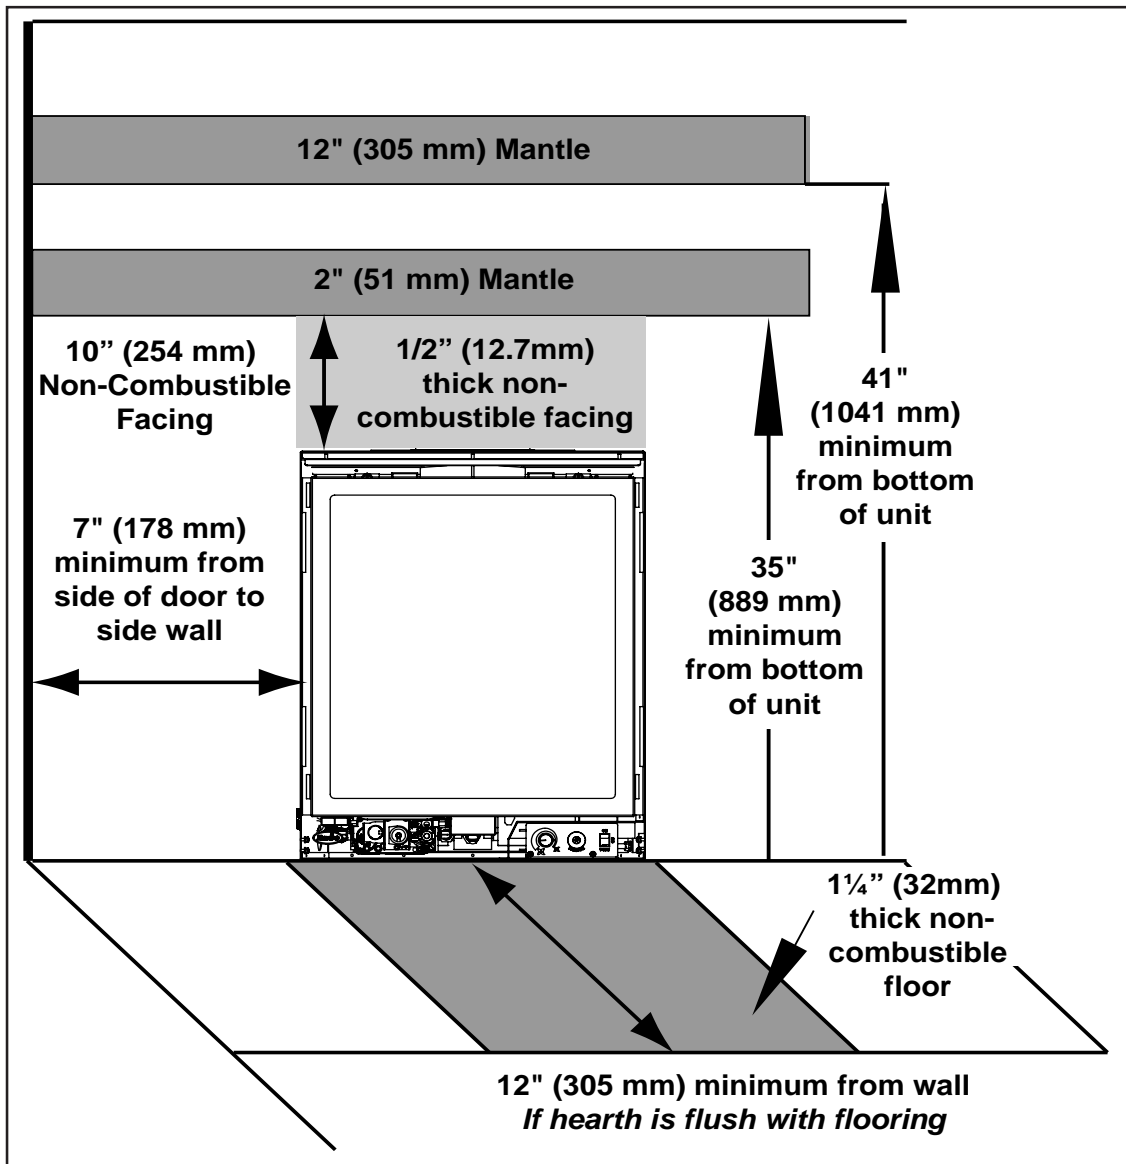 12" (305 mm) Mantle
2" (51 mm) Mantle
10” (254 mm)
Non-Combustible
Facing
1/2” (12.7mm)
thick non-
combustible facing
41"
(1041 mm)
minimum
from bottom
of unit
7" (178 mm)
minimum from
side of door to
side wall
35"
(889 mm)
minimum
from bottom
of unit
1¼” (32mm)
thick non-
combustible
floor
12" (305 mm) minimum from wall
If hearth is flush with flooring